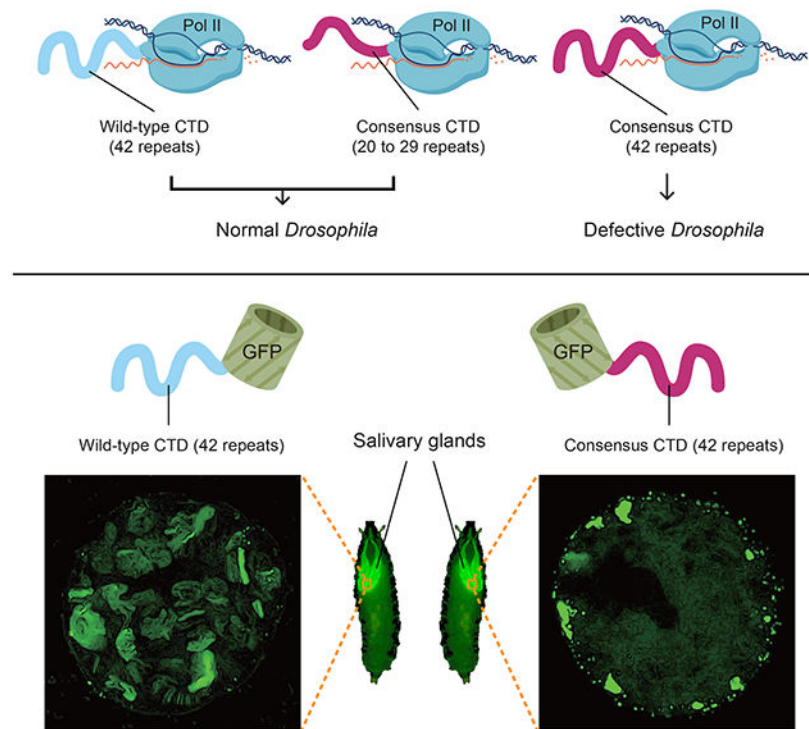 Pol II
Pol II
Pol II
Wild-type CTD
(42 repeats)
Consensus CTD
(20 to 29 repeats)
Consensus CTD
(42 repeats)
Normal Drosophila
Defective Drosophila
GFP
GFP
Wild-type CTD (42 repeats)
Salivary glands
Consensus CTD (42 repeats)